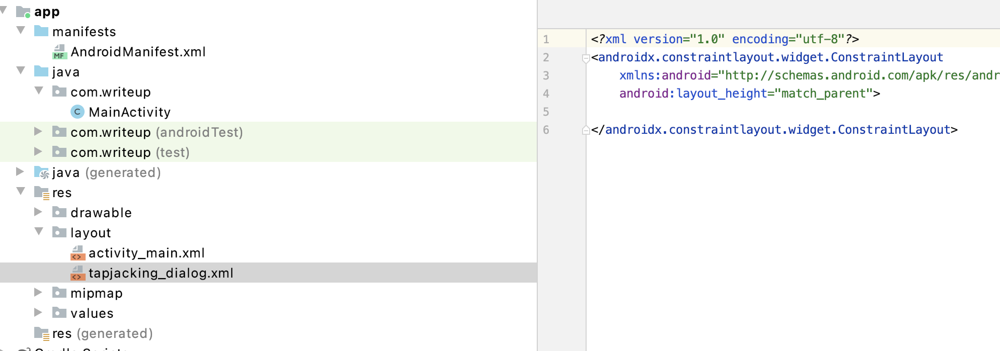 app
manifests
MF AndroidManifest.xml
java
com.writeup
C MainActivity
com.writeup (androidTest)
com.writeup (test)
java (generated)
res
drawable
layout
<> activity_main.xml
<> tapjacking_dialog.xml
mipmap
values
res (generated)
Gradle Scripts
1 <?xml version="1.0" encoding="utf-8"?>
2 <androidx.constraintlayout.widget.ConstraintLayout
3 xmlns:android="http://schemas.android.com/apk/res/andr
4 android:layout_height="match_parent">
5
6 </androidx.constraintlayout.widget.ConstraintLayout>